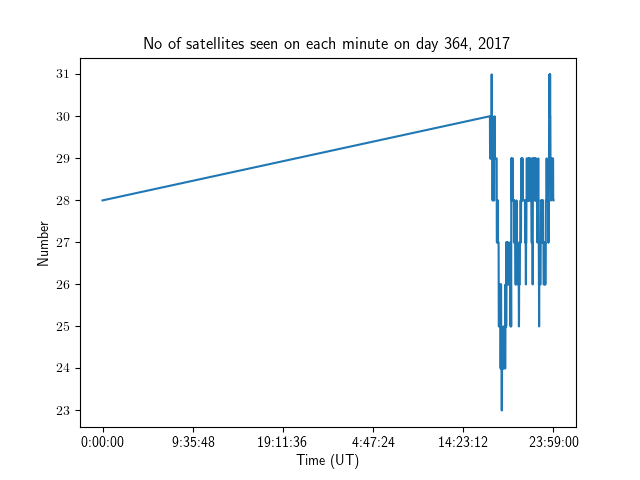 No of satellites seen on each minute on day 364, 2017
31
30
29
28
27
26
25
24
23
Number
0:00:00 9:35:48 19:11:36 4:47:24 14:23:12 23:59:00
Time (UT)